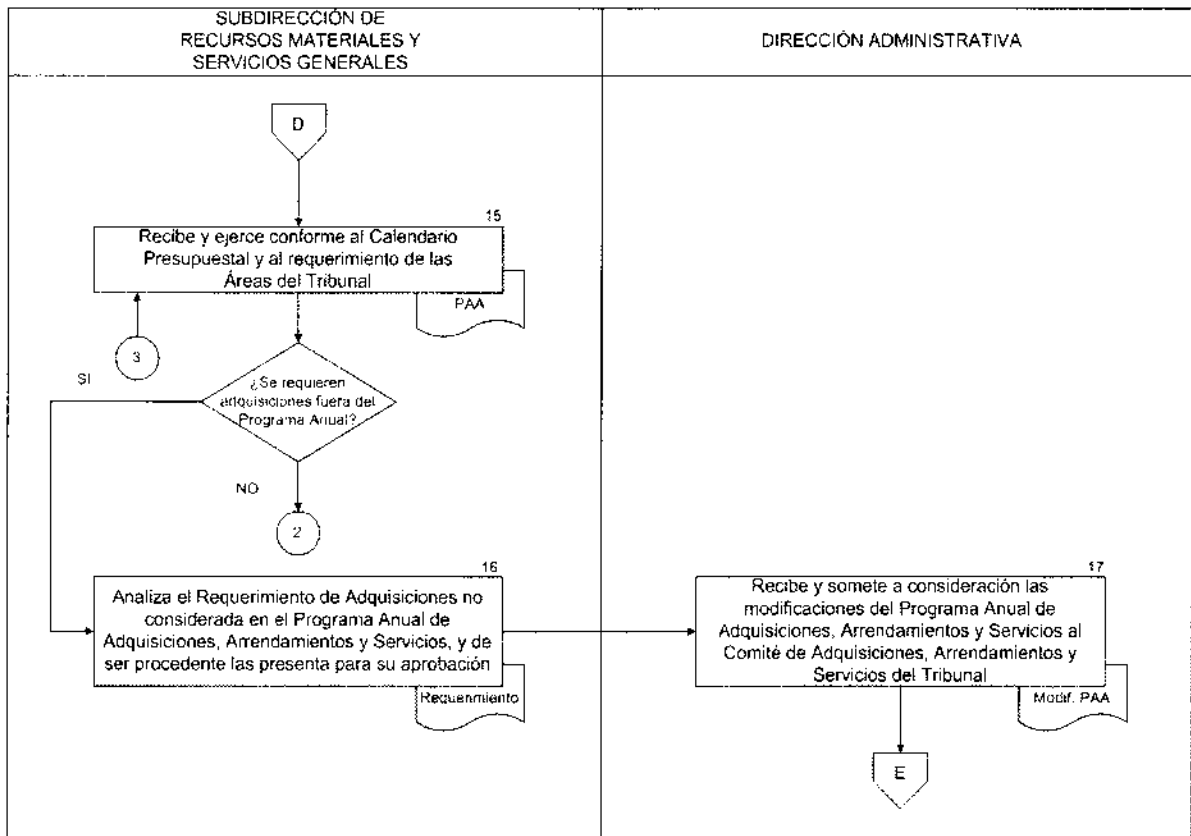 SUBDIRECCIÓN DE
RECURSOS MATERIALES Y
SERVICIOS GENERALES
DIRECCIÓN ADMINISTRATIVA
D
15
Recibe y ejerce conforme al Calendario
Presupuestal y al requerimiento de las
Áreas del Tribunal
PAA
3
SI
¿Se requieren
adquisiciones fuera del
Programa Anual?
NO
2
16
Analiza el Requerimiento de Adquisiciones no
considerada en el Programa Anual de
Adquisiciones, Arrendamientos y Servicios, y de
ser procedente las presenta para su aprobación
Requerimiento
17
Recibe y somete a consideración las
modificaciones del Programa Anual de
Adquisiciones, Arrendamientos y Servicios al
Comité de Adquisiciones, Arrendamientos y
Servicios del Tribunal
Modif. PAA
E